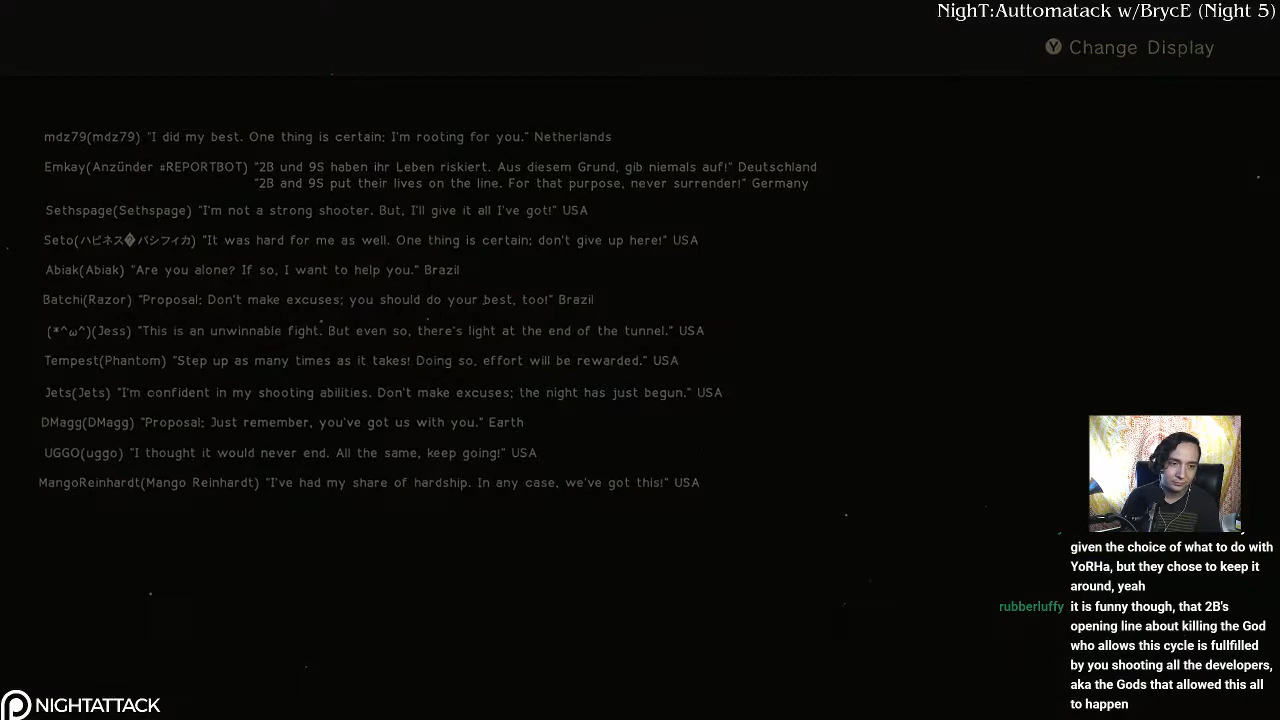 NighT:Auttomatack w/BrycE (Night 5)
Y Change Display
mdz79(mdz79) "I did my best. One thing is certain; I'm rooting for you." Netherlands
Emkay(Anzünder #REPORTBOT) "2B und 9S haben ihr Leben riskiert. Aus diesem Grund, gib niemals auf!" Deutschland
"2B and 9S put their lives on the line. For that purpose, never surrender!" Germany
Sethspage(Sethspage) "I'm not a strong shooter. But, I'll give it all I've got!" USA
Seto(ハピネス�パシフィカ) "It was hard for me as well. One thing is certain; don't give up here!" USA
Abiak(Abiak) "Are you alone? If so, I want to help you." Brazil
Batchi(Razor) "Proposal: Don't make excuses; you should do your best, too!" Brazil
(*^ω^)(Jess) "This is an unwinnable fight. But even so, there's light at the end of the tunnel." USA
Tempest(Phantom) "Step up as many times as it takes! Doing so, effort will be rewarded." USA
Jets(Jets) "I'm confident in my shooting abilities. Don't make excuses; the night has just begun." USA
DMagg(DMagg) "Proposal: Just remember, you've got us with you." Earth
UGGO(uggo) "I thought it would never end. All the same, keep going!" USA
MangoReinhardt(Mango Reinhardt) "I've had my share of hardship. In any case, we've got this!" USA
given the choice of what to do with
YoRHa, but they chose to keep it
around, yeah
rubberluffy it is funny though, that 2B's
opening line about killing the God
who allows this cycle is fullfilled
by you shooting all the developers,
aka the Gods that allowed this all
to happen
NIGHTATTACK